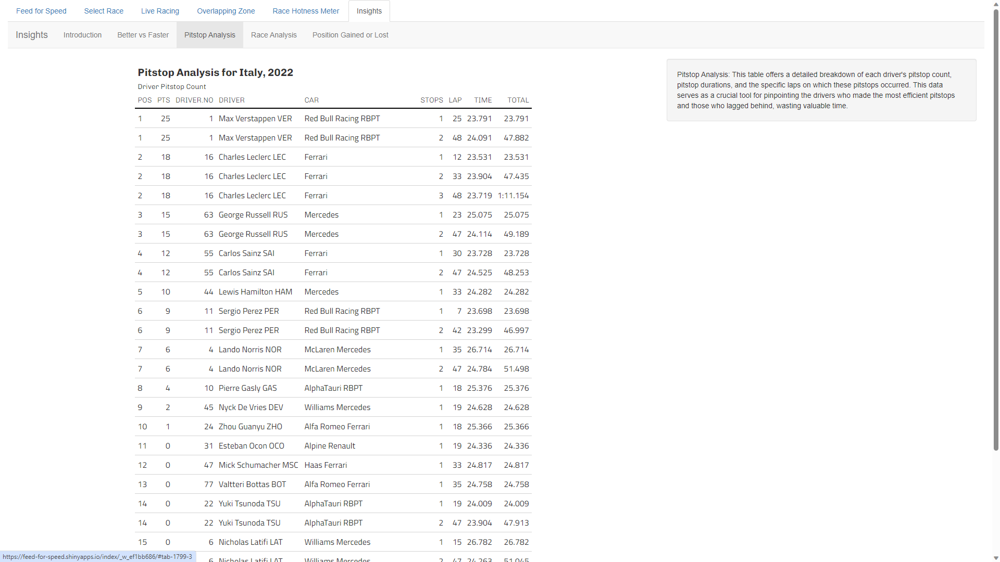 Feed for Speed Select Race Live Racing Overlapping Zone Race Hotness Meter Insights
Insights Introduction Better vs Faster Pitstop Analysis Race Analysis Position Gained or Lost
Pitstop Analysis for Italy, 2022
Driver Pitstop Count
POS PTS DRIVER.NO DRIVER CAR STOPS LAP TIME TOTAL
1 25 1 Max Verstappen VER Red Bull Racing RBPT 1 25 23.791 23.791
1 25 1 Max Verstappen VER Red Bull Racing RBPT 2 48 24.091 47.882
2 18 16 Charles Leclerc LEC Ferrari 1 12 23.531 23.531
2 18 16 Charles Leclerc LEC Ferrari 2 33 23.904 47.435
2 18 16 Charles Leclerc LEC Ferrari 3 48 23.719 1:11.154
3 15 63 George Russell RUS Mercedes 1 23 25.075 25.075
3 15 63 George Russell RUS Mercedes 2 47 24.114 49.189
4 12 55 Carlos Sainz SAI Ferrari 1 30 23.728 23.728
4 12 55 Carlos Sainz SAI Ferrari 2 47 24.525 48.253
5 10 44 Lewis Hamilton HAM Mercedes 1 33 24.282 24.282
6 9 11 Sergio Perez PER Red Bull Racing RBPT 1 7 23.698 23.698
6 9 11 Sergio Perez PER Red Bull Racing RBPT 2 42 23.299 46.997
7 6 4 Lando Norris NOR McLaren Mercedes 1 35 26.714 26.714
7 6 4 Lando Norris NOR McLaren Mercedes 2 47 24.784 51.498
8 4 10 Pierre Gasly GAS AlphaTauri RBPT 1 18 25.376 25.376
9 2 45 Nyck De Vries DEV Williams Mercedes 1 19 24.628 24.628
10 1 24 Zhou Guanyu ZHO Alfa Romeo Ferrari 1 18 25.366 25.366
11 0 31 Esteban Ocon OCO Alpine Renault 1 19 24.336 24.336
12 0 47 Mick Schumacher MSC Haas Ferrari 1 33 24.817 24.817
13 0 77 Valtteri Bottas BOT Alfa Romeo Ferrari 1 35 24.758 24.758
14 0 22 Yuki Tsunoda TSU AlphaTauri RBPT 1 19 24.009 24.009
14 0 22 Yuki Tsunoda TSU AlphaTauri RBPT 2 47 23.904 47.913
15 0 6 Nicholas Latifi LAT Williams Mercedes 1 15 26.782 26.782
6 Nicholas Latifi LAT Williams Mercedes 2 47 24.263 51.045
Pitstop Analysis: This table offers a detailed breakdown of each driver's pitstop count,
pitstop durations, and the specific laps on which these pitstops occurred. This data
serves as a crucial tool for pinpointing the drivers who made the most efficient pitstops
and those who lagged behind, wasting valuable time.
https://feed-for-speed.shinyapps.io/index/_w_ef1bb686/#tab-1799-3